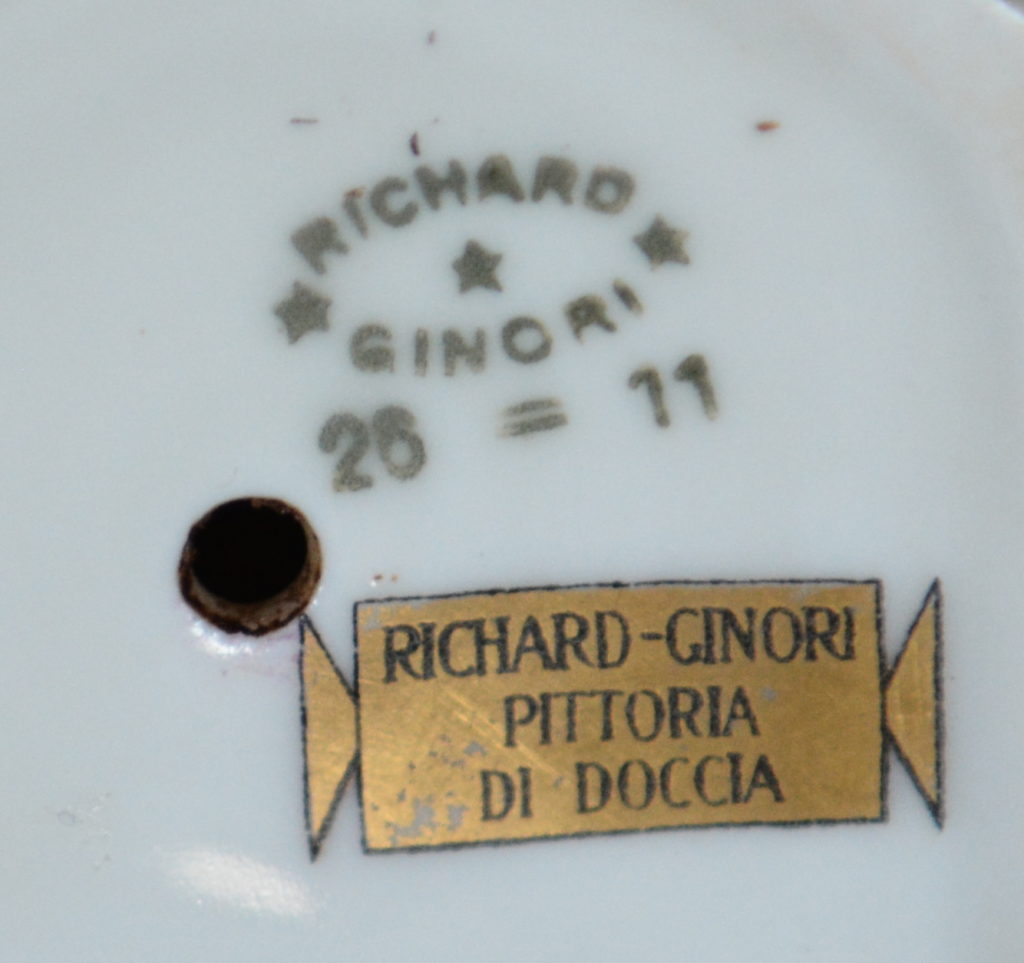 RICHARD
GINORI
26 = 11
RICHARD-GINORI
PITTORIA
DI DOCCIA